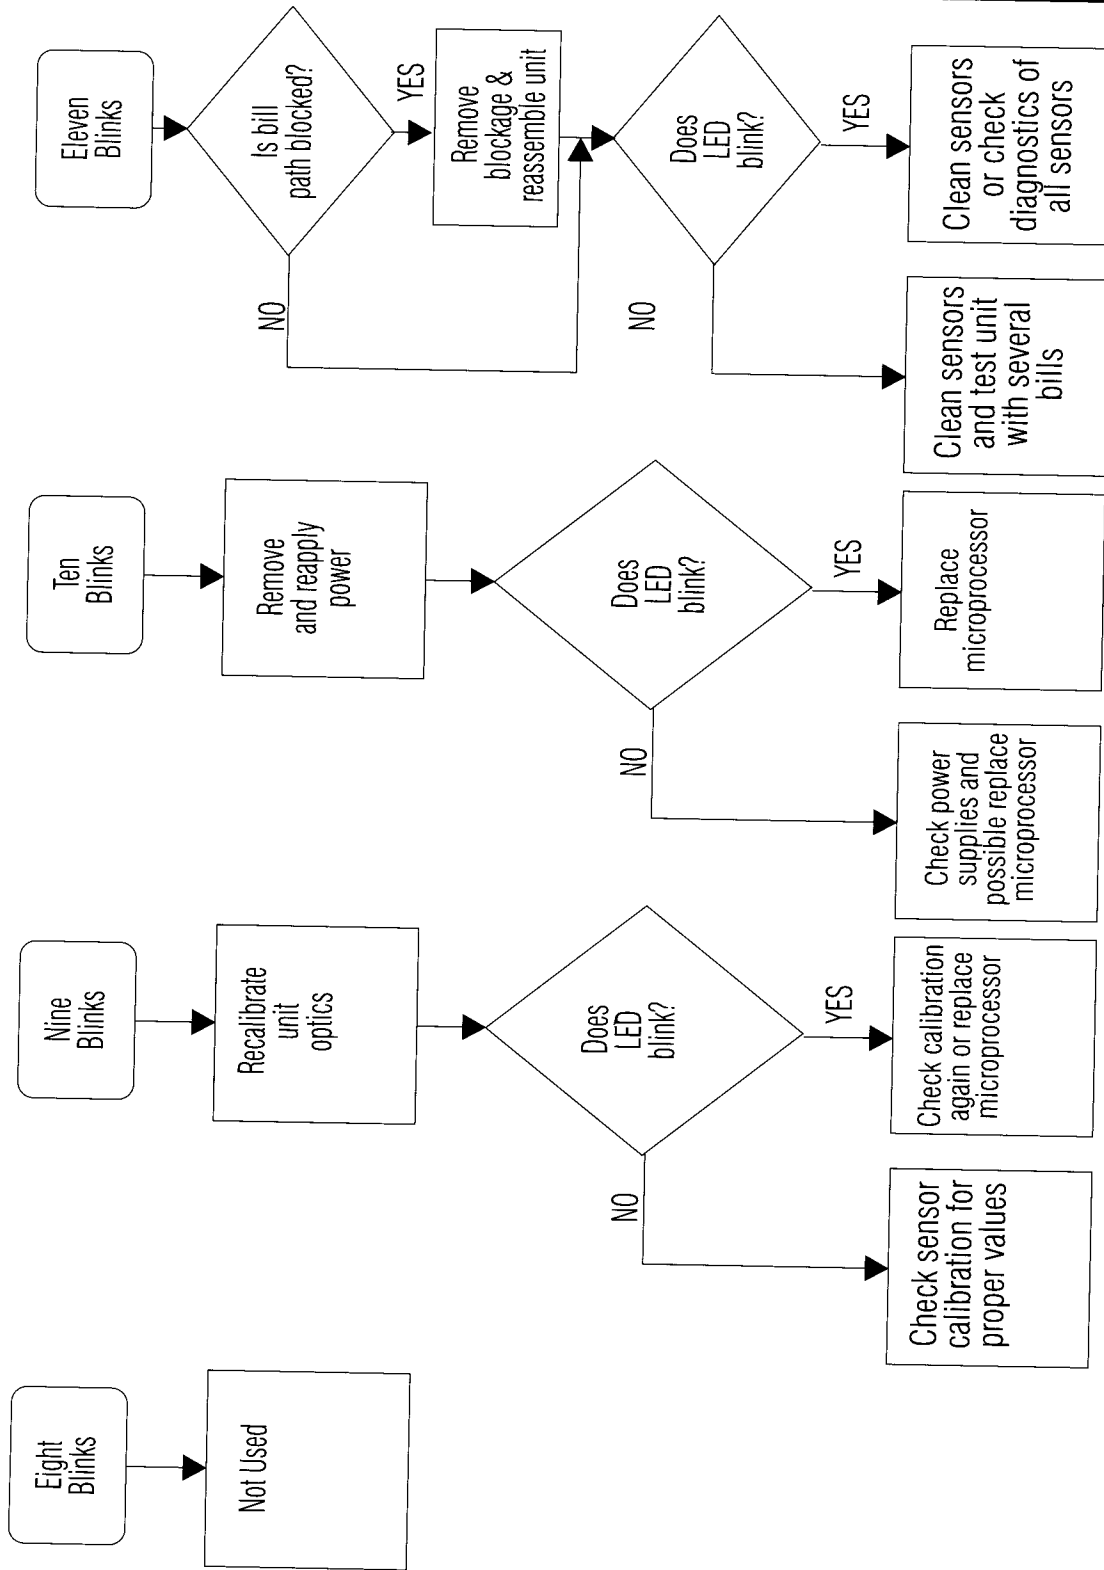 Eight
Blinks
Not Used
Nine
Blinks
Recalibrate
unit
optics
Does
LED
blink?
NO
YES
Check sensor
calibration for
proper values
Check calibration
again or replace
microprocessor
Ten
Blinks
Remove
and reapply
power
Does
LED
blink?
NO
YES
Check power
supplies and
possible replace
microprocessor
Replace
microprocessor
Eleven
Blinks
Is bill
path blocked?
NO
YES
Remove
blockage &
reassemble unit
Does
LED
blink?
NO
YES
Clean sensors
and test unit
with several
bills
Clean sensors
or check
diagnostics of
all sensors